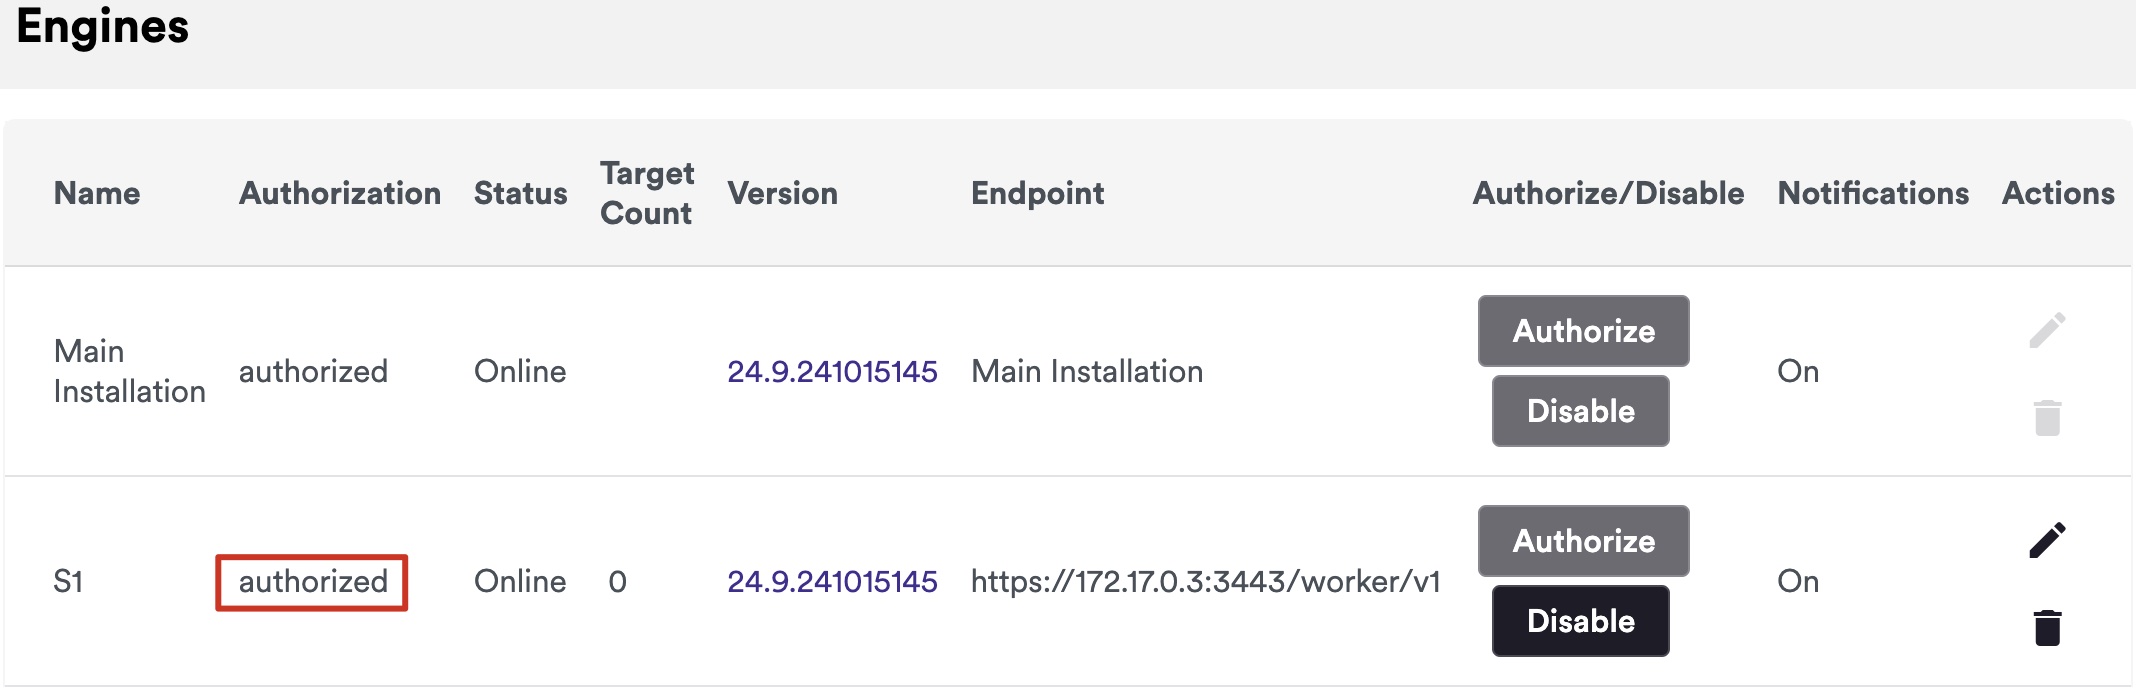 Engines
Name Authorization Status Target Count Version Endpoint Authorize/Disable Notifications Actions
Main Installation authorized Online 24.9.241015145 Main Installation Authorize Disable On
S1 authorized Online 0 24.9.241015145 https://172.17.0.3:3443/worker/v1 Authorize Disable On